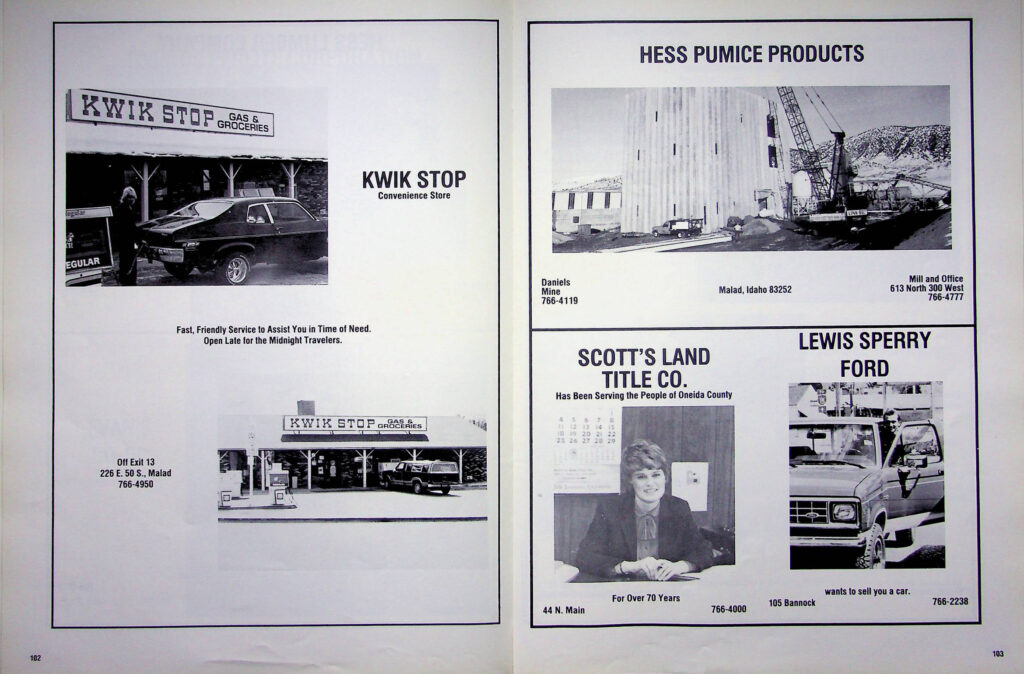 KWIK STOP GAS &
GROCERIES
REGULAR
KWIK STOP
Convenience Store
Fast, Friendly Service to Assist You in Time of Need.
Open Late for the Midnight Travelers.
KWIK STOP GAS &
GROCERIES
Off Exit 13
226 E. 50 S., Malad
766-4950
102
HESS PUMICE PRODUCTS
Daniels
Mine
766-4119
Malad, Idaho 83252
Mill and Office
613 North 300 West
766-4777
SCOTT'S LAND
TITLE CO.
Has Been Serving the People of Oneida County
For Over 70 Years
44 N. Main
766-4000
LEWIS SPERRY
FORD
wants to sell you a car.
105 Bannock
766-2238
103